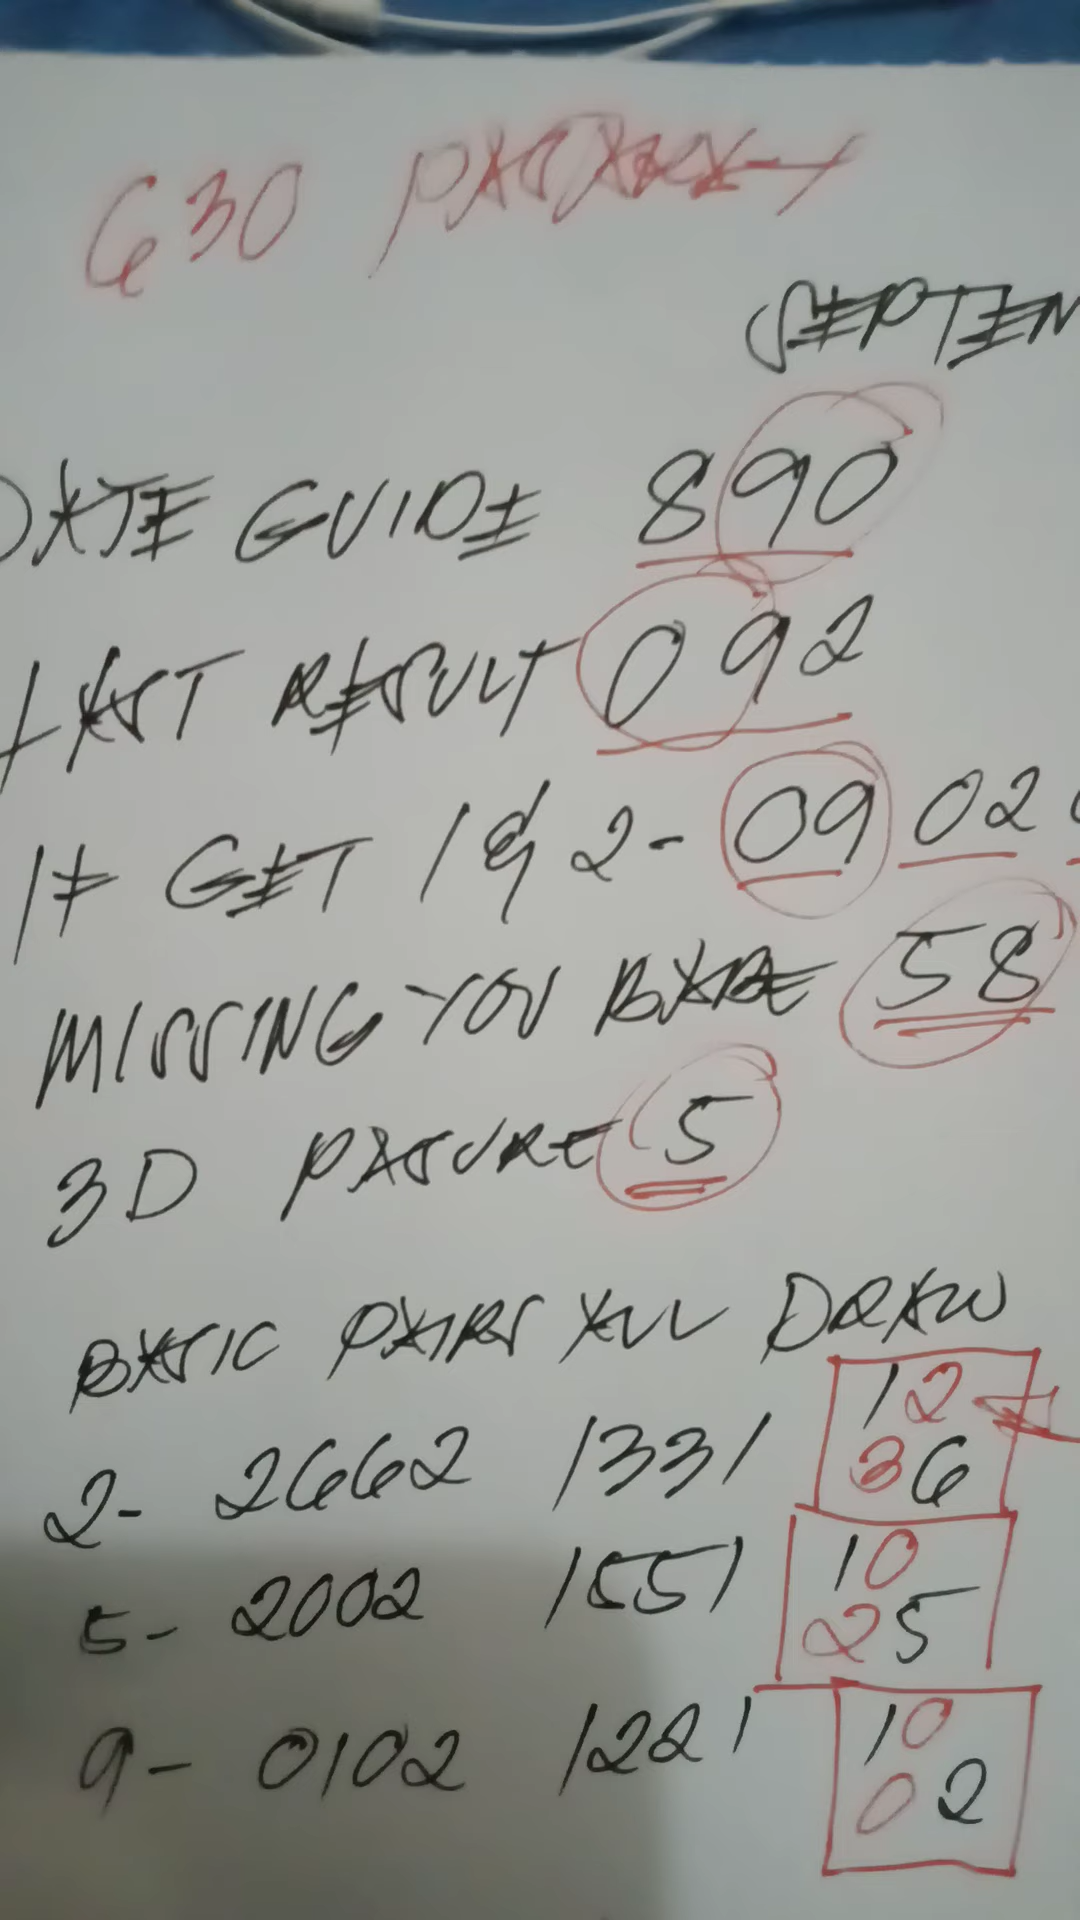 630
SEPTEM
DATE GUIDE 890
LAST RESULT 092
IF GET 1 & 2 - 09 02
MISSING YOU BABE 58
3D PASURE 5
BASIC PAIRS ALL DRAW
2- 2662 1331 12
36
5- 2002 1551 10
25
9- 0102 1221 10
02